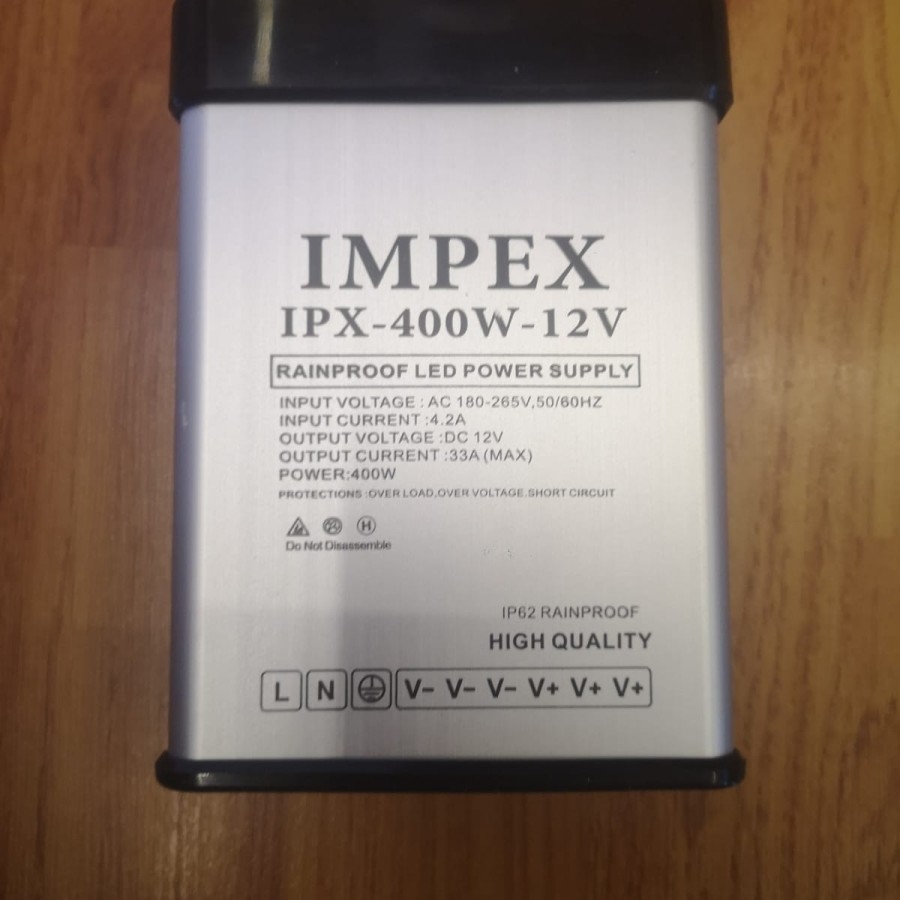 IMPEX
IPX-400W-12V
RAINPROOF LED POWER SUPPLY
INPUT VOLTAGE : AC 180-265V,50/60HZ
INPUT CURRENT :4.2A
OUTPUT VOLTAGE :DC 12V
OUTPUT CURRENT :33A (MAX)
POWER:400W
PROTECTIONS :OVER LOAD,OVER VOLTAGE.SHORT CIRCUIT
H
Do Not Disassemble
IP62 RAINPROOF
HIGH QUALITY
L N V- V- V- V+ V+ V+